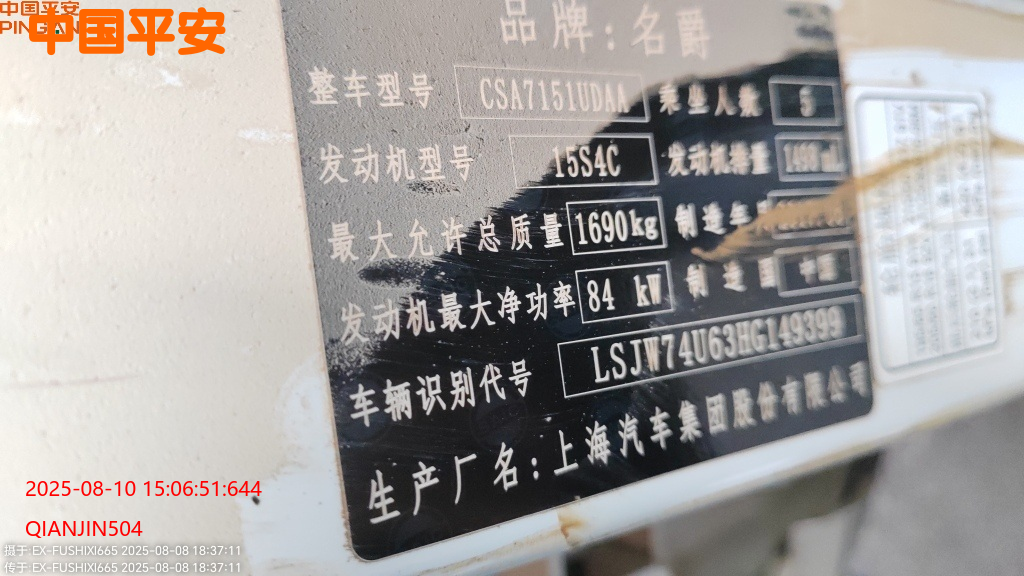 中国平安
PINGAN
中国平安
品牌:名爵
整车型号 CSA7151UDAA 乘坐人数 5
发动机型号 15S4C 发动机排量 1498mL
最大允许总质量 1690kg 制造年月
发动机最大净功率 84 kW 制造国 中国
车辆识别代号 LSJW74U63HG149399
生产厂名:上海汽车集团股份有限公司
2025-08-10 15:06:51:644
QIANJIN504
摄于 EX-FUSHIXI665 2025-08-08 18:37:11
传于 EX-FUSHIXI665 2025-08-08 18:37:11